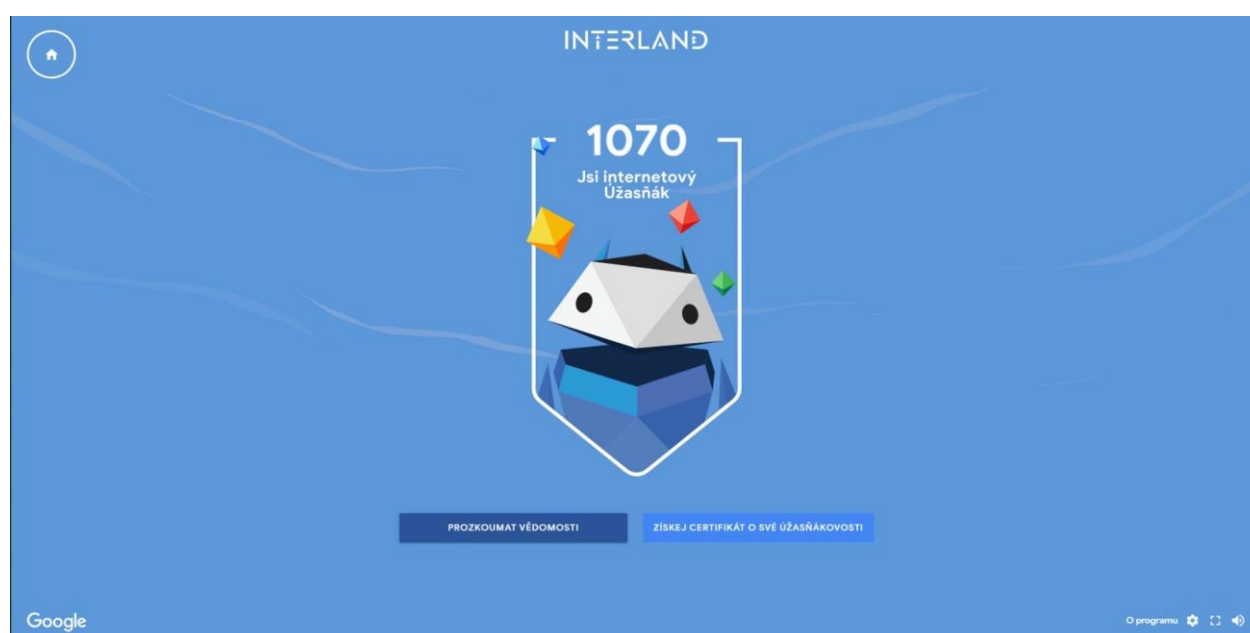 INTERLAND
1070
Jsi internetový
Úžasňák
PROZKOUMAT VĚDOMOSTI
ZÍSKEJ CERTIFIKÁT O SVÉ ÚŽASŇÁKOVOSTI
Google
O programu